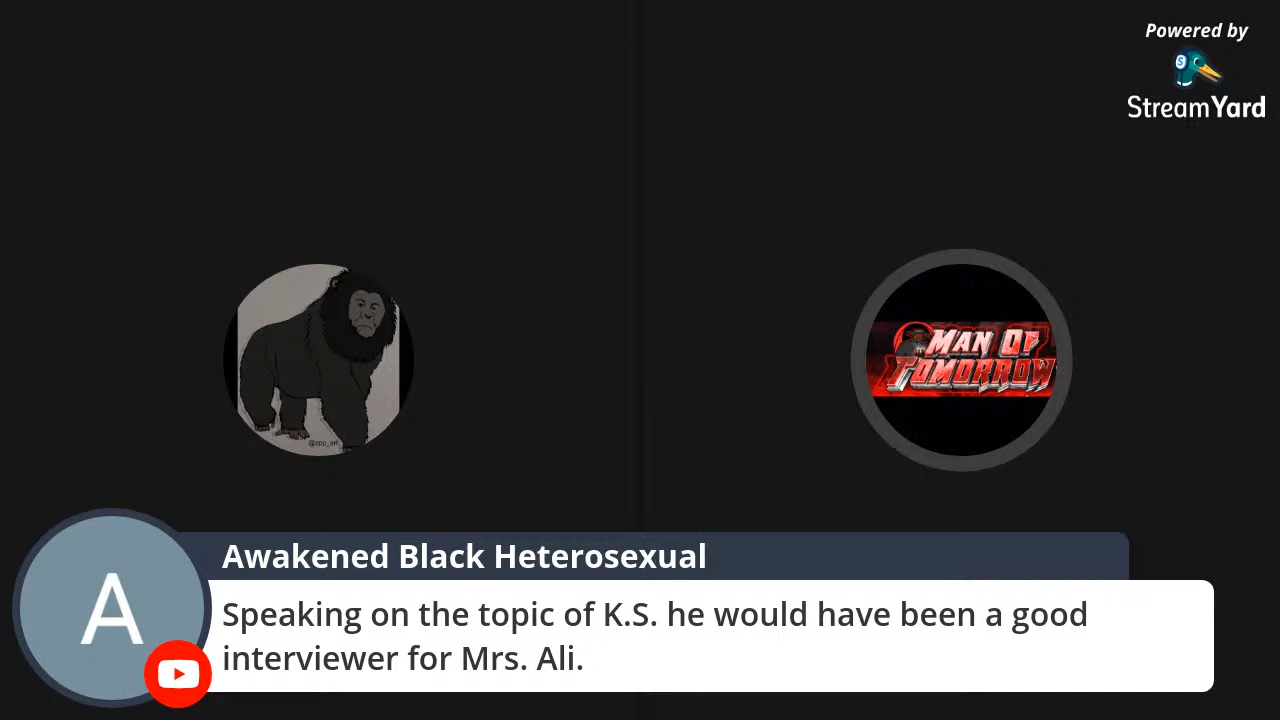 Powered by
StreamYard
MAN OF
TOMORROW
@zpp_art
Awakened Black Heterosexual
A
Speaking on the topic of K.S. he would have been a good
interviewer for Mrs. Ali.